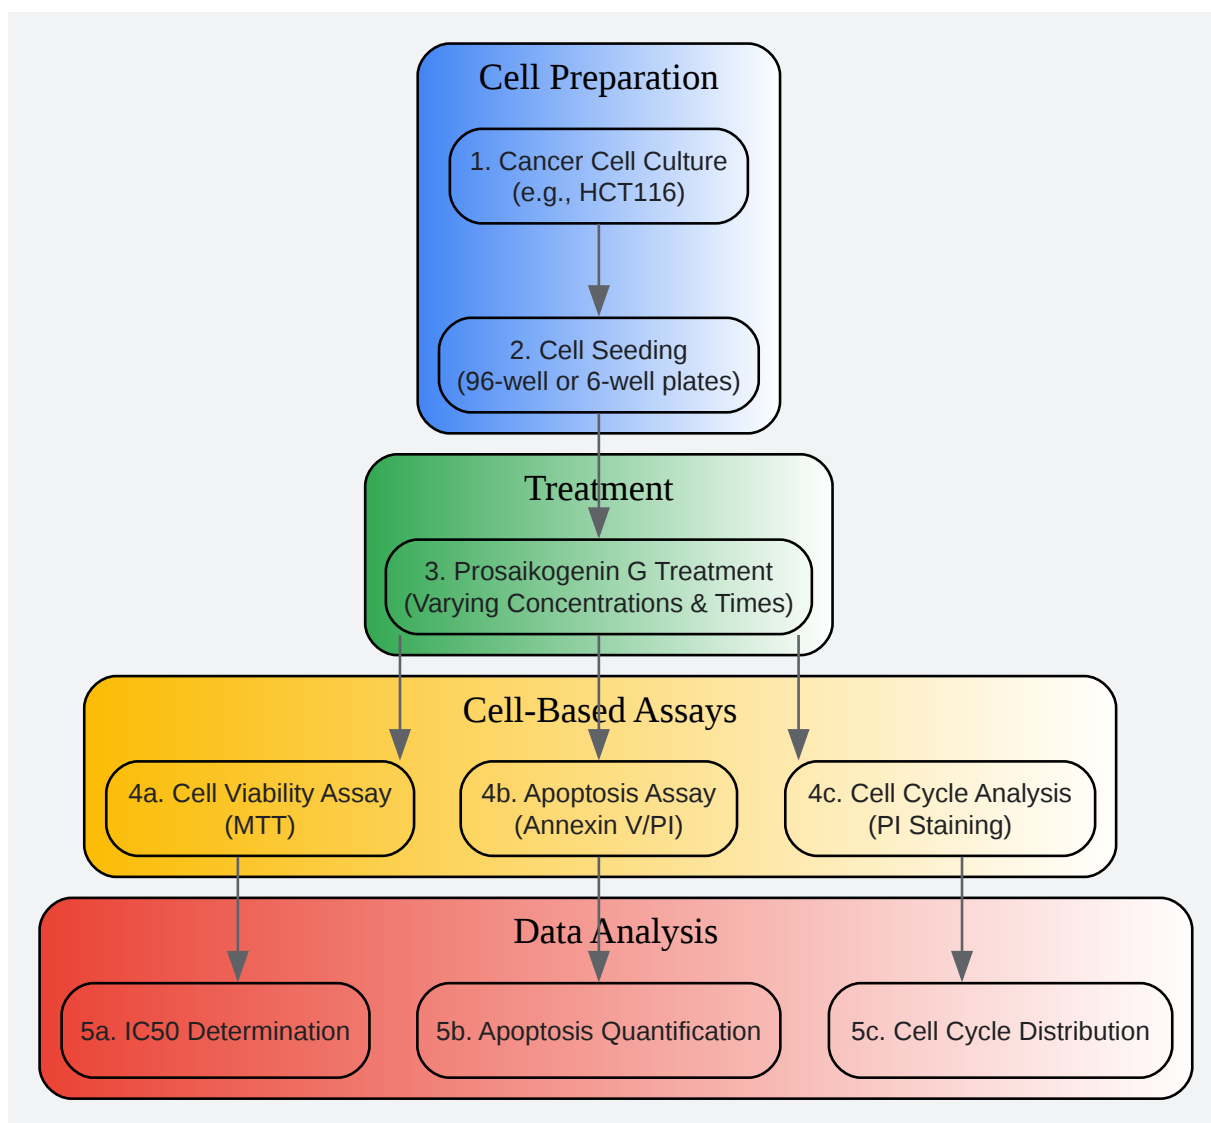 Cell Preparation
1. Cancer Cell Culture
(e.g., HCT116)
2. Cell Seeding
(96-well or 6-well plates)
Treatment
3. Prosaikogenin G Treatment
(Varying Concentrations & Times)
Cell-Based Assays
4a. Cell Viability Assay
(MTT)
4b. Apoptosis Assay
(Annexin V/PI)
4c. Cell Cycle Analysis
(PI Staining)
Data Analysis
5a. IC50 Determination
5b. Apoptosis Quantification
5c. Cell Cycle Distribution